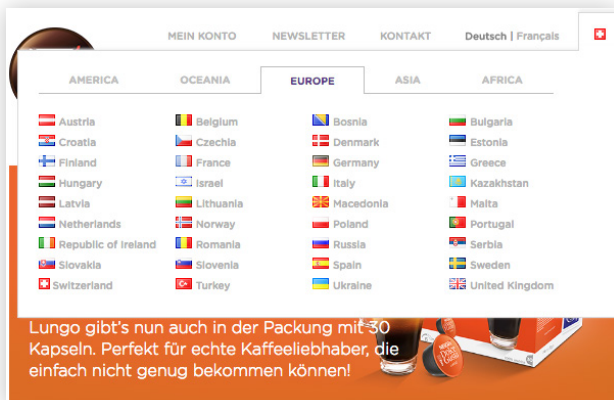 MEIN KONTO NEWSLETTER KONTAKT Deutsch | Français
AMERICA OCEANIA EUROPE ASIA AFRICA
Austria Belgium Bosnia Bulgaria
Croatia Czechia Denmark Estonia
Finland France Germany Greece
Hungary Israel Italy Kazakhstan
Latvia Lithuania Macedonia Malta
Netherlands Norway Poland Portugal
Republic of Ireland Romania Russia Serbia
Slovakia Slovenia Spain Sweden
Switzerland Turkey Ukraine United Kingdom
Lungo gibt's nun auch in der Packung mit 30
Kapseln. Perfekt für echte Kaffeeliebhaber, die
einfach nicht genug bekommen können!